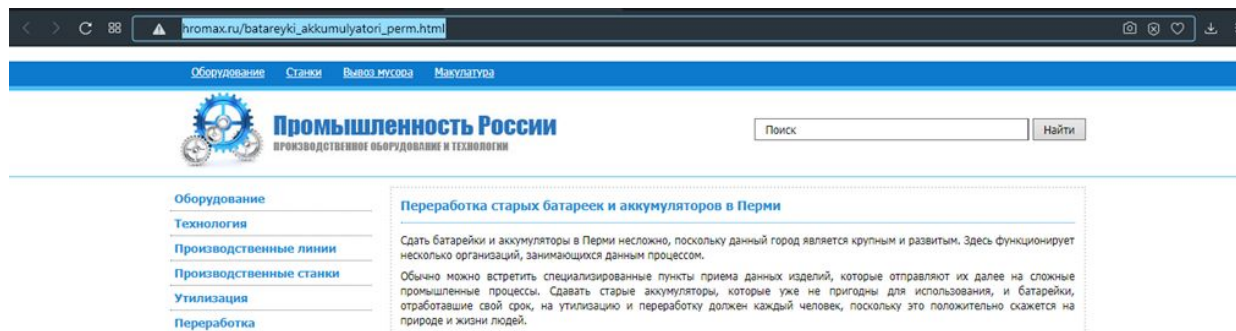 hromax.ru/batareyki_akkumulyatori_perm.html
Оборудование Станки Вывоз мусора Макулатура
Промышленность России
ПРОИЗВОДСТВЕННОЕ ОБОРУДОВАНИЕ И ТЕХНОЛОГИИ
Поиск Найти
Оборудование
Технология
Производственные линии
Производственные станки
Утилизация
Переработка
Переработка старых батареек и аккумуляторов в Перми
Сдать батарейки и аккумуляторы в Перми несложно, поскольку данный город является крупным и развитым. Здесь функционирует
несколько организаций, занимающихся данным процессом.
Обычно можно встретить специализированные пункты приема данных изделий, которые отправляют их далее на сложные
промышленные процессы. Сдавать старые аккумуляторы, которые уже не пригодны для использования, и батарейки,
отработавшие свой срок, на утилизацию и переработку должен каждый человек, поскольку это положительно скажется на
природе и жизни людей.